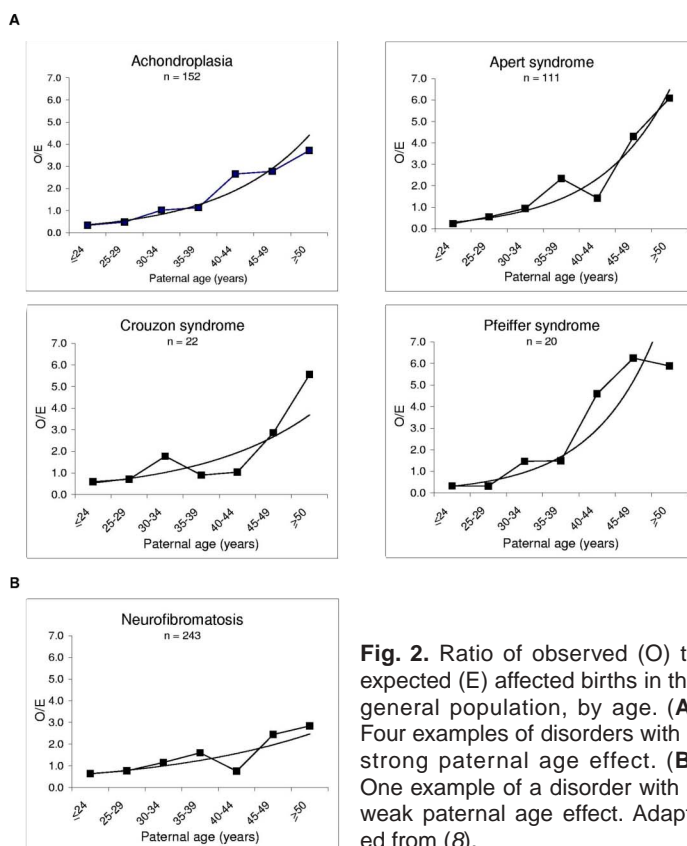 A
Achondroplasia
n = 152
7.0
6.0
5.0
4.0
3.0
2.0
1.0
0.0
O/E
≤24
25-29
30-34
35-39
40-44
45-49
≥50
Paternal age (years)
Apert syndrome
n = 111
7.0
6.0
5.0
4.0
3.0
2.0
1.0
0.0
O/E
≤24
25-29
30-34
35-39
40-44
45-49
≥50
Paternal age (years)
Crouzon syndrome
n = 22
7.0
6.0
5.0
4.0
3.0
2.0
1.0
0.0
O/E
≤24
25-29
30-34
35-39
40-44
45-49
≥50
Paternal age (years)
Pfeiffer syndrome
n = 20
7.0
6.0
5.0
4.0
3.0
2.0
1.0
0.0
O/E
≤24
25-29
30-34
35-39
40-44
45-49
≥50
Paternal age (years)
B
Neurofibromatosis
n = 243
7.0
6.0
5.0
4.0
3.0
2.0
1.0
0.0
O/E
≤24
25-29
30-34
35-39
40-44
45-49
≥50
Paternal age (years)
Fig. 2. Ratio of observed (O) t
expected (E) affected births in th
general population, by age. (A
Four examples of disorders with
strong paternal age effect. (B
One example of a disorder with
weak paternal age effect. Adapt-
ed from (8).